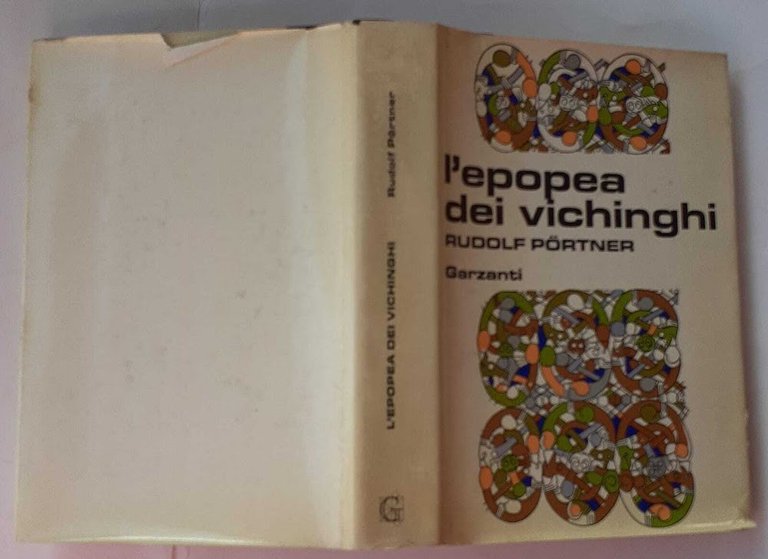 l'epopea
dei vichinghi
RUDOLF PÖRTNER
Garzanti
Rudolf Pörtner
L'EPOPEA DEI VICHINGHI
G